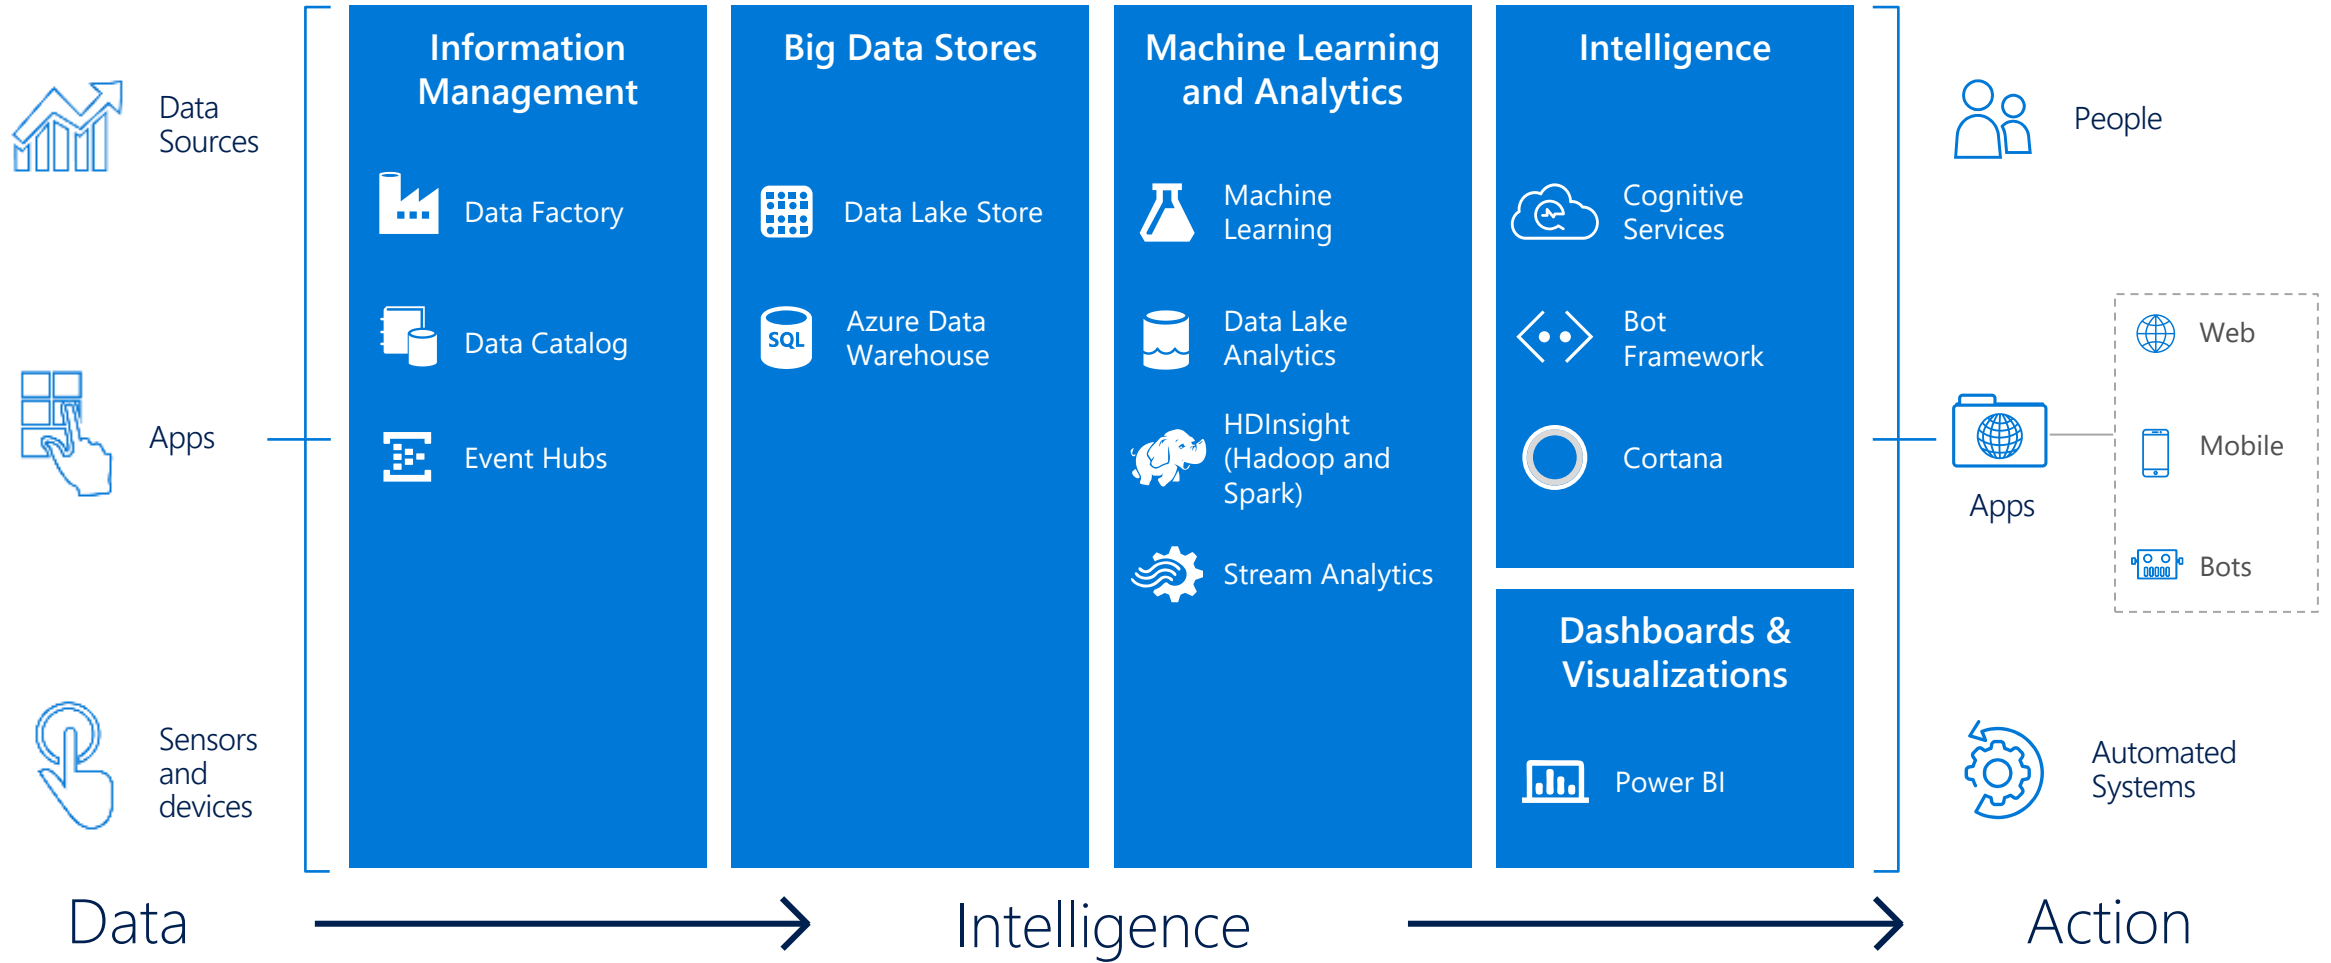 Data
Sources
Apps
Sensors
and
devices
Information
Management
Data Factory
Data Catalog
Event Hubs
Big Data Stores
Data Lake Store
SQL
Azure Data
Warehouse
Machine Learning
and Analytics
Machine
Learning
Data Lake
Analytics
HDInsight
(Hadoop and
Spark)
Stream Analytics
Intelligence
Cognitive
Services
Bot
Framework
Cortana
Dashboards &
Visualizations
Power BI
People
Apps
Web
Mobile
Bots
Automated
Systems
Data
Intelligence
Action